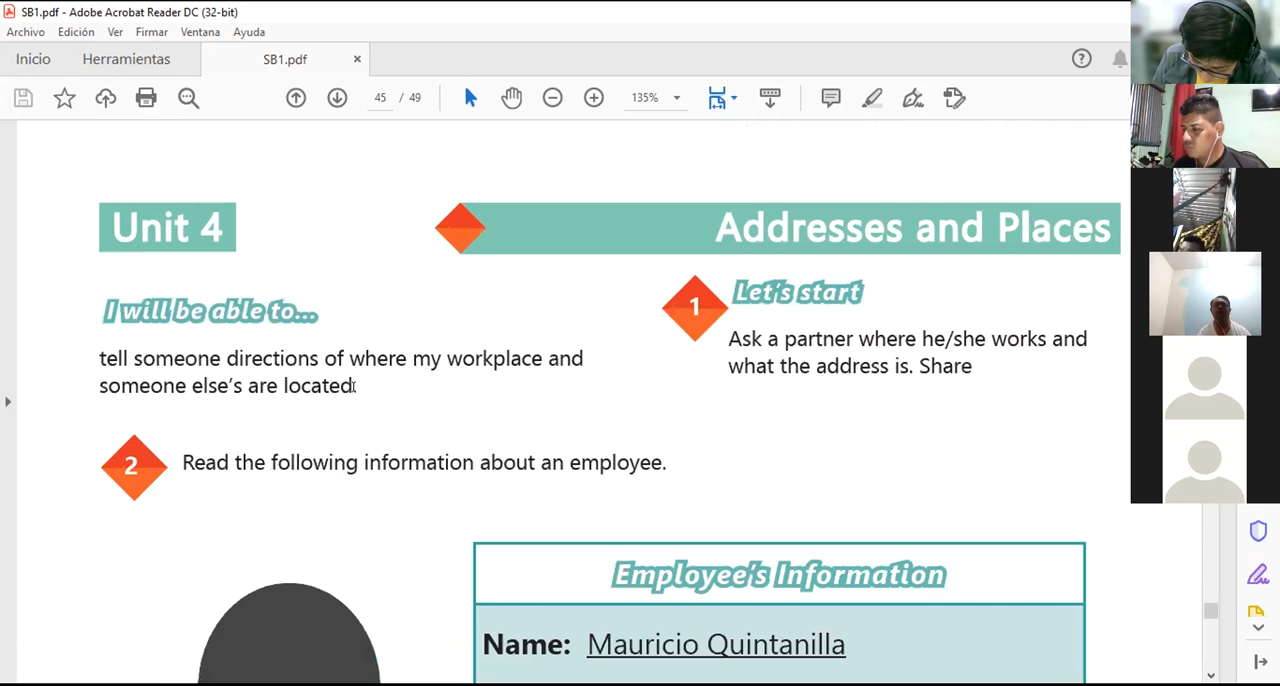 SB1.pdf - Adobe Acrobat Reader DC (32-bit)
Archivo Edición Ver Firmar Ventana Ayuda
Inicio Herramientas SB1.pdf ×
45 / 49 135%
Unit 4
Addresses and Places
I will be able to...
tell someone directions of where my workplace and
someone else's are located
1 Let's start
Ask a partner where he/she works and
what the address is. Share
2 Read the following information about an employee.
Employee's Information
Name: Mauricio Quintanilla